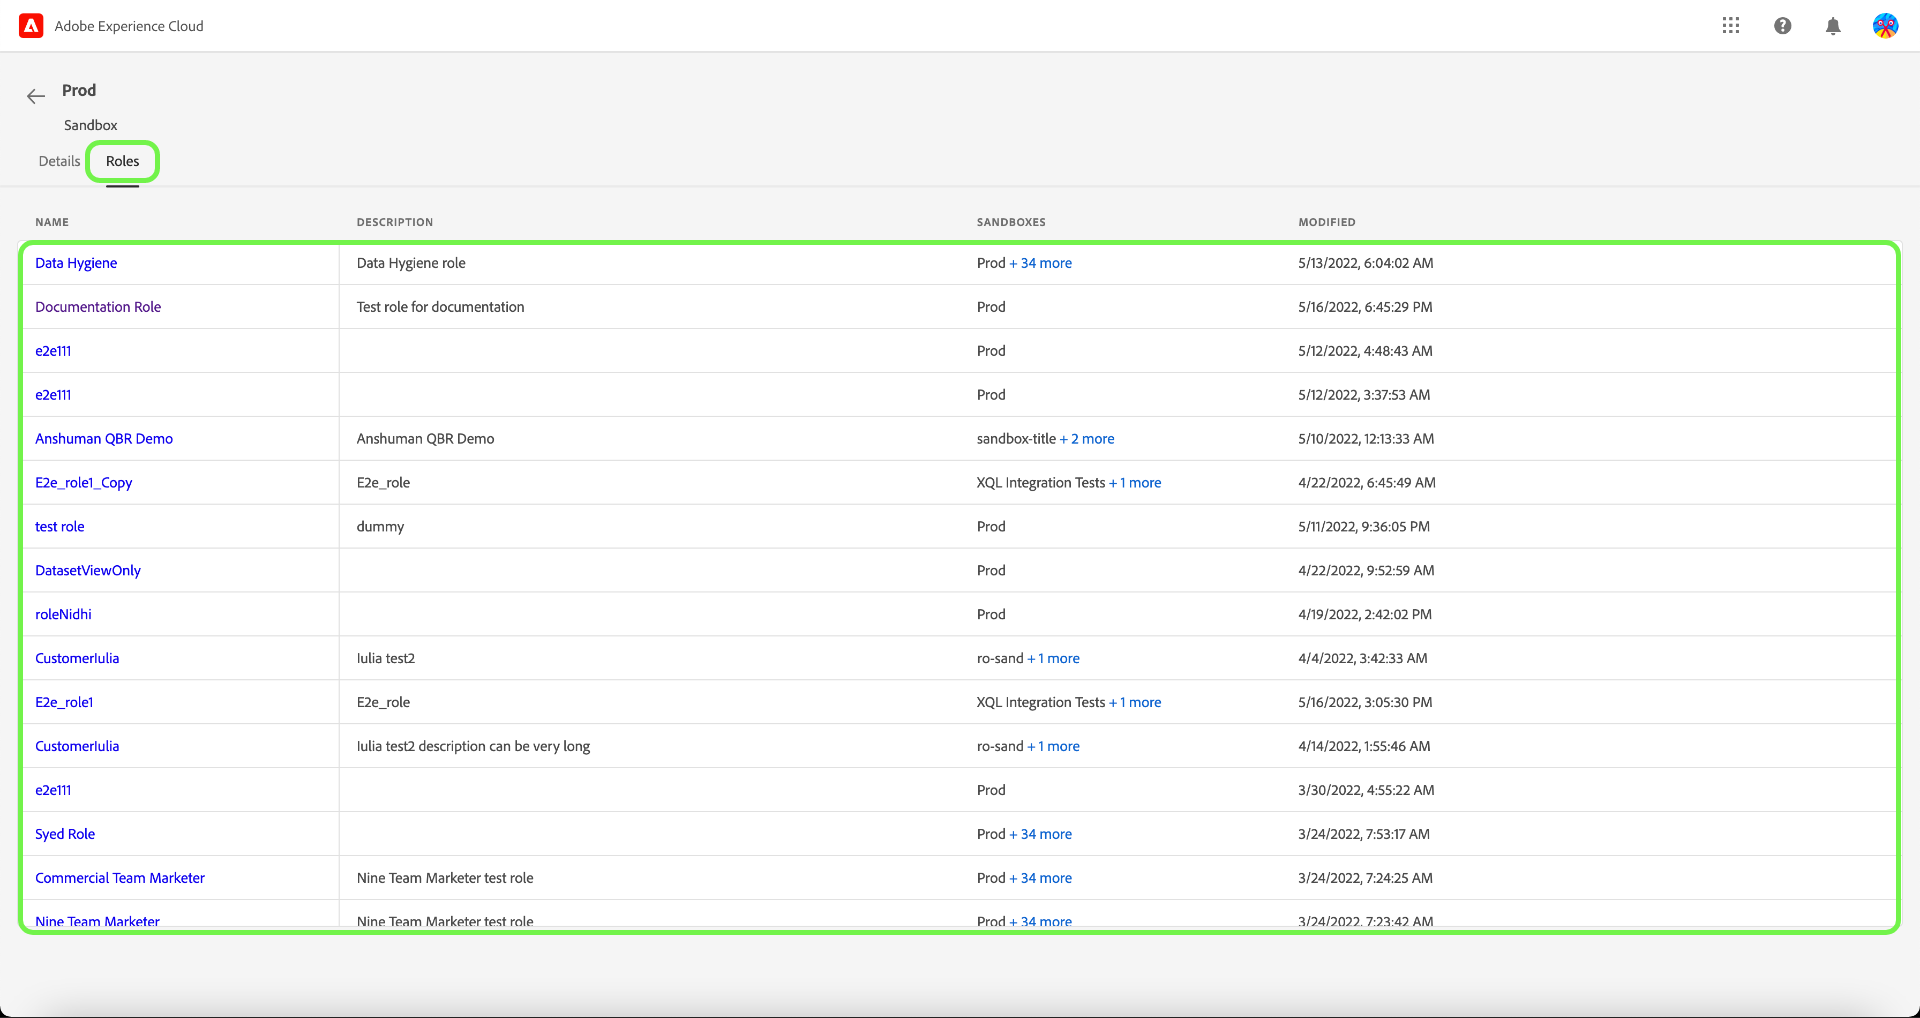 Adobe Experience Cloud
Prod
Sandbox
Details Roles
NAME DESCRIPTION SANDBOXES MODIFIED
Data Hygiene Data Hygiene role Prod + 34 more 5/13/2022, 6:04:02 AM
Documentation Role Test role for documentation Prod 5/16/2022, 6:45:29 PM
e2e111 Prod 5/12/2022, 4:48:43 AM
e2e111 Prod 5/12/2022, 3:37:53 AM
Anshuman QBR Demo Anshuman QBR Demo sandbox-title + 2 more 5/10/2022, 12:13:33 AM
E2e_role1_Copy E2e_role XQL Integration Tests + 1 more 4/22/2022, 6:45:49 AM
test role dummy Prod 5/11/2022, 9:36:05 PM
DatasetViewOnly Prod 4/22/2022, 9:52:59 AM
roleNidhi Prod 4/19/2022, 2:42:02 PM
CustomerIulia Iulia test2 ro-sand + 1 more 4/4/2022, 3:42:33 AM
E2e_role1 E2e_role XQL Integration Tests + 1 more 5/16/2022, 3:05:30 PM
CustomerIulia Iulia test2 description can be very long ro-sand + 1 more 4/14/2022, 1:55:46 AM
e2e111 Prod 3/30/2022, 4:55:22 AM
Syed Role Prod + 34 more 3/24/2022, 7:53:17 AM
Commercial Team Marketer Nine Team Marketer test role Prod + 34 more 3/24/2022, 7:24:25 AM
Nine Team Marketer Nine Team Marketer test role Prod + 34 more 3/24/2022, 7:23:42 AM